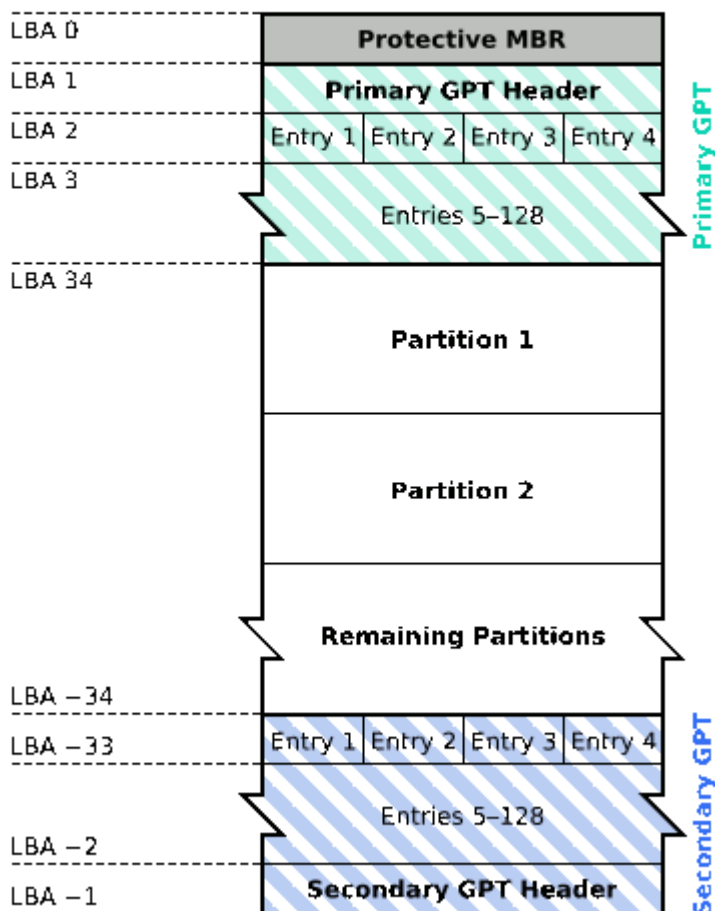 LBA 0
Protective MBR
LBA 1
Primary GPT Header
LBA 2
Entry 1 Entry 2 Entry 3 Entry 4
LBA 3
Entries 5–128
Primary GPT
LBA 34
Partition 1
Partition 2
Remaining Partitions
LBA −34
LBA −33
Entry 1 Entry 2 Entry 3 Entry 4
Entries 5–128
LBA −2
LBA −1
Secondary GPT Header
Secondary GPT